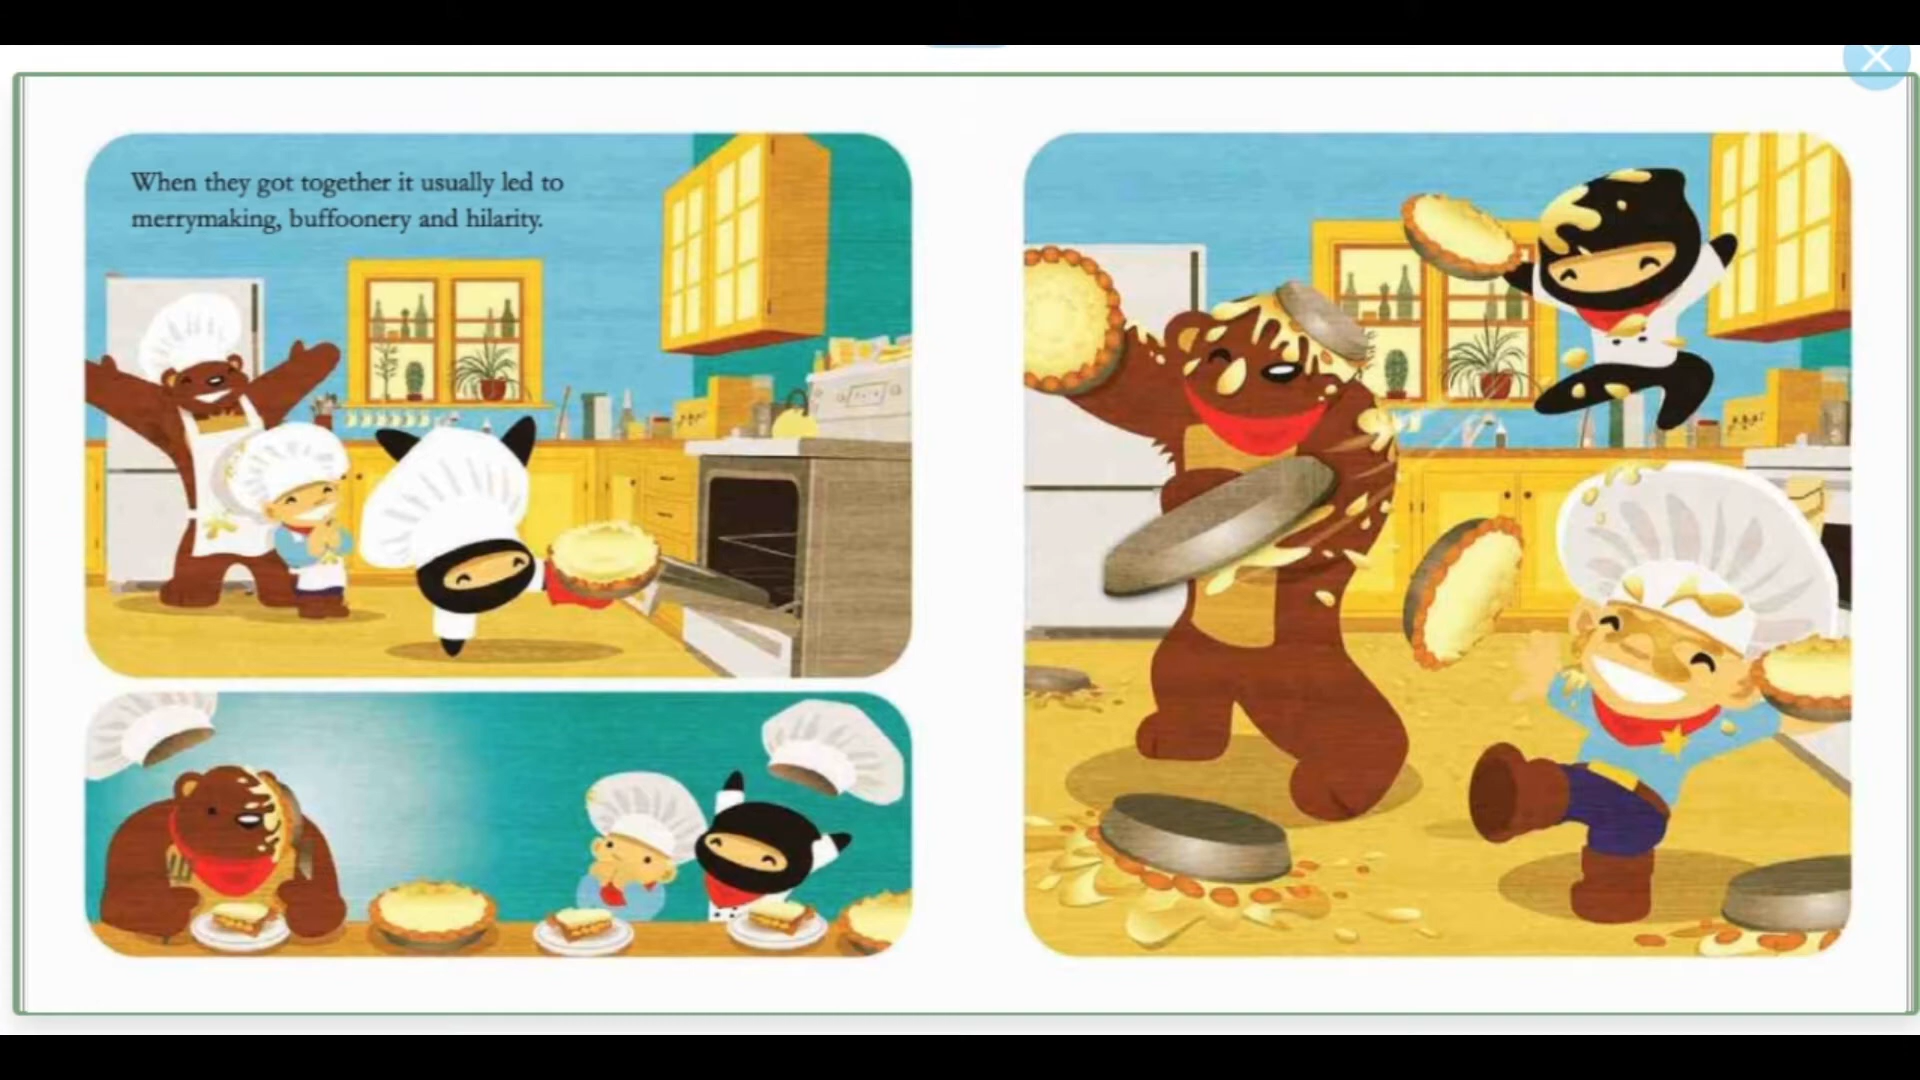 When they got together it usually led to
merrymaking, buffoonery and hilarity.